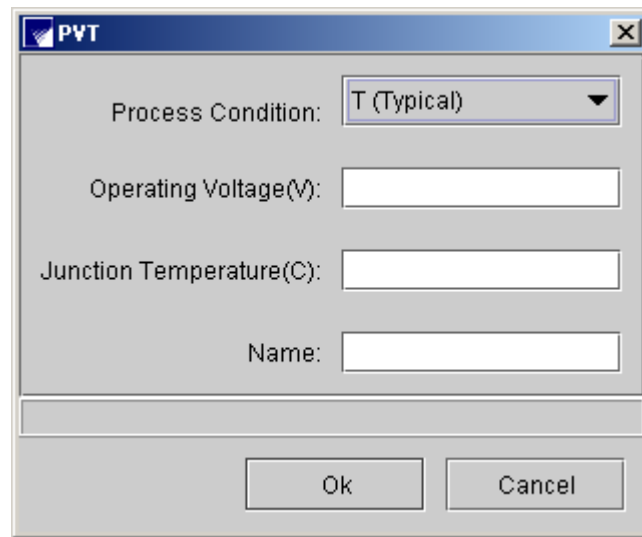 PVT
Process Condition: T (Typical)
Operating Voltage(V):
Junction Temperature(C):
Name:
Ok Cancel